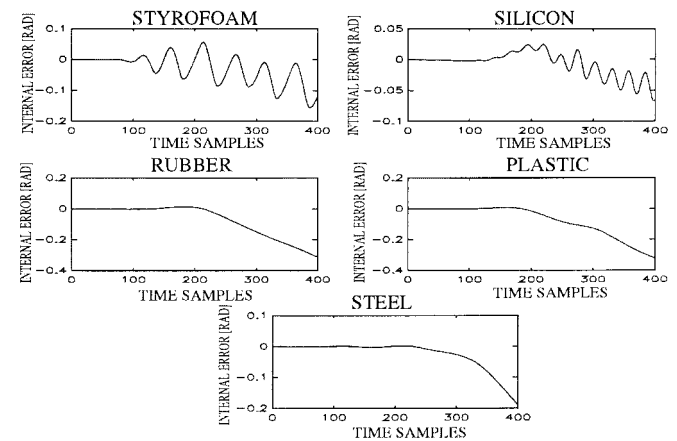 STYROFOAM
INTERNAL ERROR [RAD]
0.1
0
-0.1
-0.2
0 100 200 300 400
TIME SAMPLES
SILICON
INTERNAL ERROR [RAD]
0.05
0
-0.05
-0.1
0 100 200 300 400
TIME SAMPLES
RUBBER
INTERNAL ERROR [RAD]
0.2
0
-0.2
-0.4
0 100 200 300 400
TIME SAMPLES
PLASTIC
INTERNAL ERROR [RAD]
0.2
0
-0.2
-0.4
0 100 200 300 400
TIME SAMPLES
STEEL
INTERNAL ERROR [RAD]
0.1
0
-0.1
-0.2
0 100 200 300 400
TIME SAMPLES